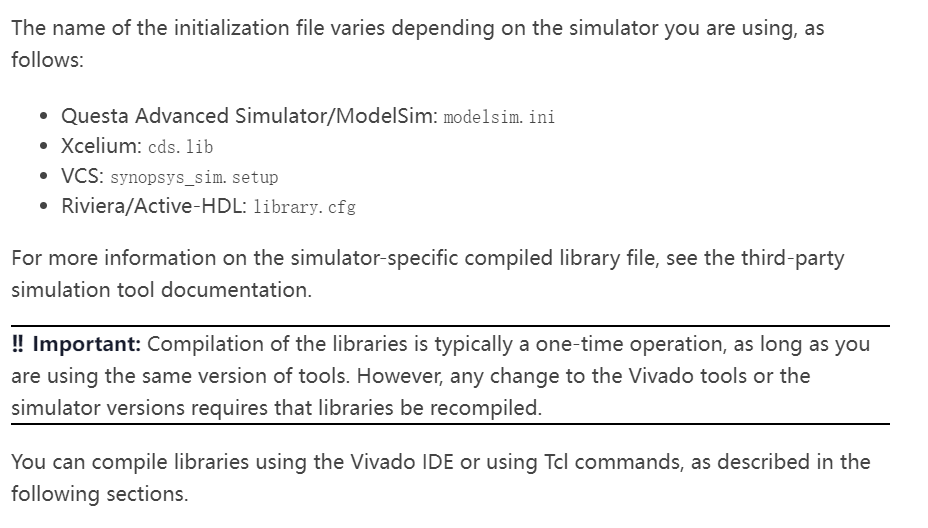 The name of the initialization file varies depending on the simulator you are using, as
follows:
• Questa Advanced Simulator/ModelSim: modelsim.ini
• Xcelium: cds.lib
• VCS: synopsys_sim.setup
• Riviera/Active-HDL: library.cfg
For more information on the simulator-specific compiled library file, see the third-party
simulation tool documentation.
‼ Important: Compilation of the libraries is typically a one-time operation, as long as you
are using the same version of tools. However, any change to the Vivado tools or the
simulator versions requires that libraries be recompiled.
You can compile libraries using the Vivado IDE or using Tcl commands, as described in the
following sections.